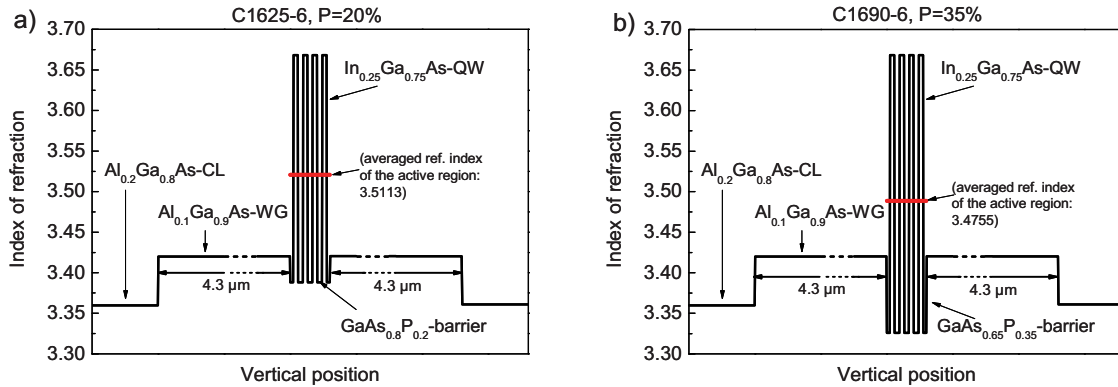 a)
C1625-6, P=20%
3.70
3.65
3.60
3.55
3.50
3.45
3.40
3.35
3.30
Index of refraction
In0.25Ga0.75As-QW
Al0.2Ga0.8As-CL
(averaged ref. index
of the active region:
3.5113)
Al0.1Ga0.9As-WG
4.3 µm
4.3 µm
GaAs0.8P0.2-barrier
Vertical position
b)
C1690-6, P=35%
3.70
3.65
3.60
3.55
3.50
3.45
3.40
3.35
3.30
Index of refraction
In0.25Ga0.75As-QW
Al0.2Ga0.8As-CL
(averaged ref. index
of the active region:
3.4755)
Al0.1Ga0.9As-WG
4.3 µm
4.3 µm
GaAs0.65P0.35-barrier
Vertical position